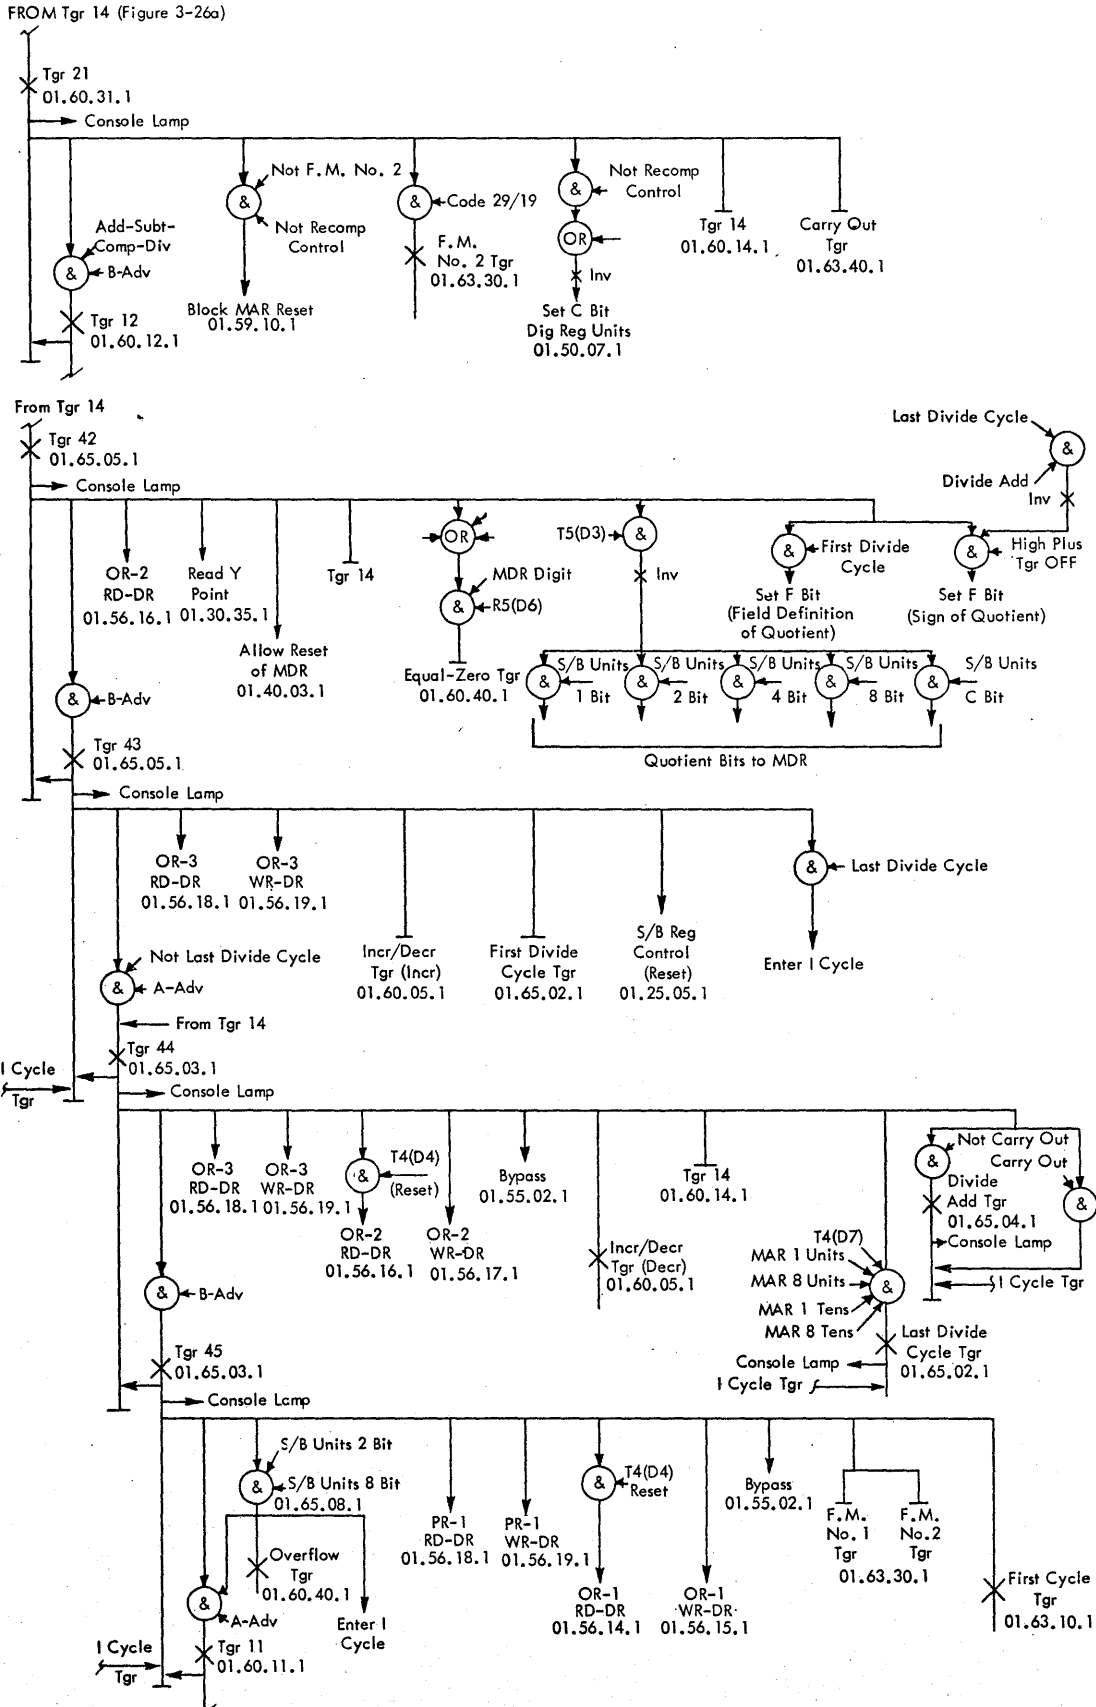 FROM Tgr 14 (Figure 3-26a)
Tgr 21
01.60.31.1
Console Lamp
Add-Subt-
Comp-Div
B-Adv
&
Tgr 12
01.60.12.1
Not F.M. No. 2
&
Not Recomp
Control
Block MAR Reset
01.59.10.1
&
Code 29/19
F.M.
No. 2 Tgr
01.63.30.1
&
Not Recomp
Control
OR
Inv
Set C Bit
Dig Reg Units
01.50.07.1
Tgr 14
01.60.14.1
Carry Out
Tgr
01.63.40.1
From Tgr 14
Tgr 42
01.65.05.1
Console Lamp
Last Divide Cycle
&
Divide Add
Inv
OR-2
RD-DR
01.56.16.1
Read Y
Point
01.30.35.1
Allow Reset
of MDR
01.40.03.1
Tgr 14
OR
MDR Digit
&
R5(D6)
Equal-Zero Tgr
01.60.40.1
T5(D3)
&
Inv
&
First Divide
Cycle
Set F Bit
(Field Definition
of Quotient)
&
High Plus
Tgr OFF
Set F Bit
(Sign of Quotient)
&
S/B Units
1 Bit
&
S/B Units
2 Bit
&
S/B Units
4 Bit
&
S/B Units
8 Bit
&
S/B Units
C Bit
Quotient Bits to MDR
&
B-Adv
Tgr 43
01.65.05.1
Console Lamp
OR-3
RD-DR
01.56.18.1
OR-3
WR-DR
01.56.19.1
Incr/Decr
Tgr (Incr)
01.60.05.1
First Divide
Cycle Tgr
01.65.02.1
S/B Reg
Control
(Reset)
01.25.05.1
&
Last Divide Cycle
Enter I Cycle
Not Last Divide Cycle
&
A-Adv
From Tgr 14
Tgr 44
01.65.03.1
I Cycle
Tgr
Console Lamp
OR-3
RD-DR
01.56.18.1
OR-3
WR-DR
01.56.19.1
&
T4(D4)
(Reset)
OR-2
RD-DR
01.56.16.1
OR-2
WR-DR
01.56.17.1
Bypass
01.55.02.1
Incr/Decr
Tgr (Decr)
01.60.05.1
Tgr 14
01.60.14.1
T4(D7)
MAR 1 Units
MAR 8 Units
MAR 1 Tens
MAR 8 Tens
&
Last Divide
Cycle Tgr
01.65.02.1
Console Lamp
I Cycle Tgr
Not Carry Out
&
Carry Out
&
Divide
Add Tgr
01.65.04.1
Console Lamp
I Cycle Tgr
&
B-Adv
Tgr 45
01.65.03.1
Console Lamp
S/B Units 2 Bit
&
S/B Units 8 Bit
01.65.08.1
Overflow
Tgr
01.60.40.1
Enter I
Cycle
&
A-Adv
I Cycle
Tgr
Tgr 11
01.60.11.1
PR-1
RD-DR
01.56.18.1
PR-1
WR-DR
01.56.19.1
&
T4(D4)
Reset
OR-1
RD-DR
01.56.14.1
OR-1
WR-DR
01.56.15.1
Bypass
01.55.02.1
F.M.
No. 1
Tgr
F.M.
No.2
Tgr
01.63.30.1
First Cycle
Tgr
01.63.10.1